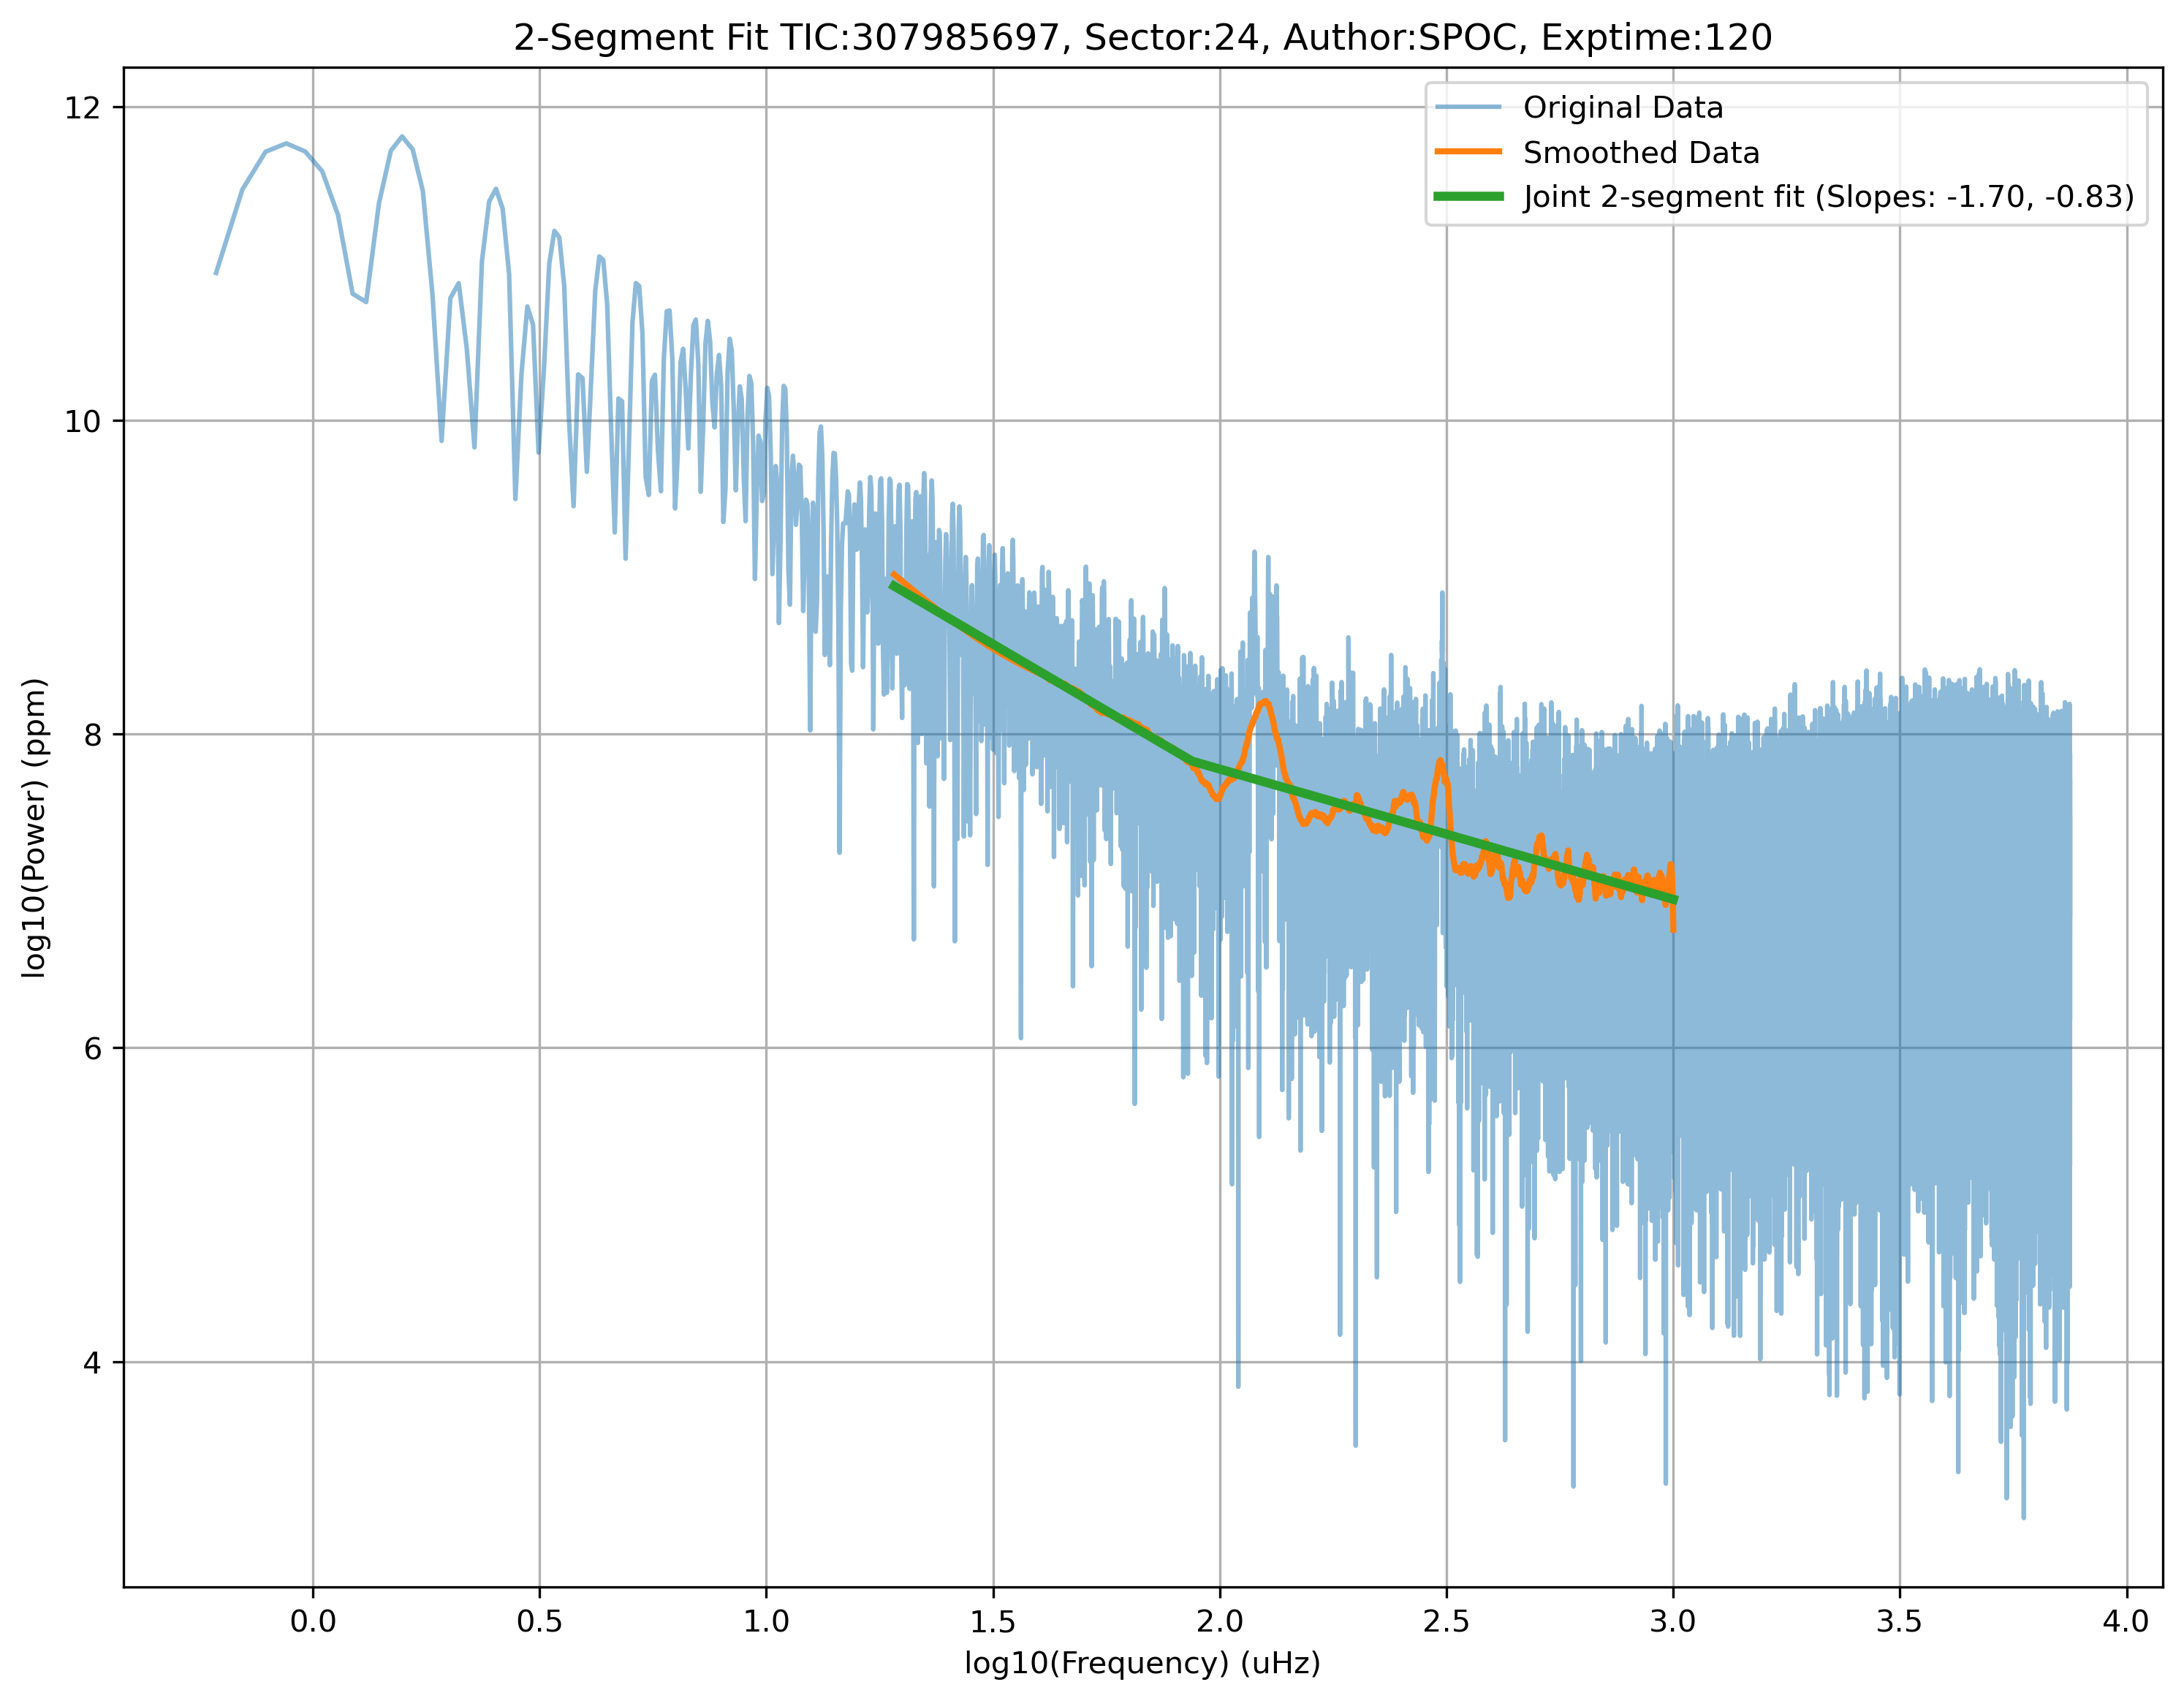 2-Segment Fit TIC:307985697, Sector:24, Author:SPOC, Exptime:120
Original Data
Smoothed Data
Joint 2-segment fit (Slopes: -1.70, -0.83)
12
10
8
6
4
log10(Power) (ppm)
0.0 0.5 1.0 1.5 2.0 2.5 3.0 3.5 4.0
log10(Frequency) (uHz)